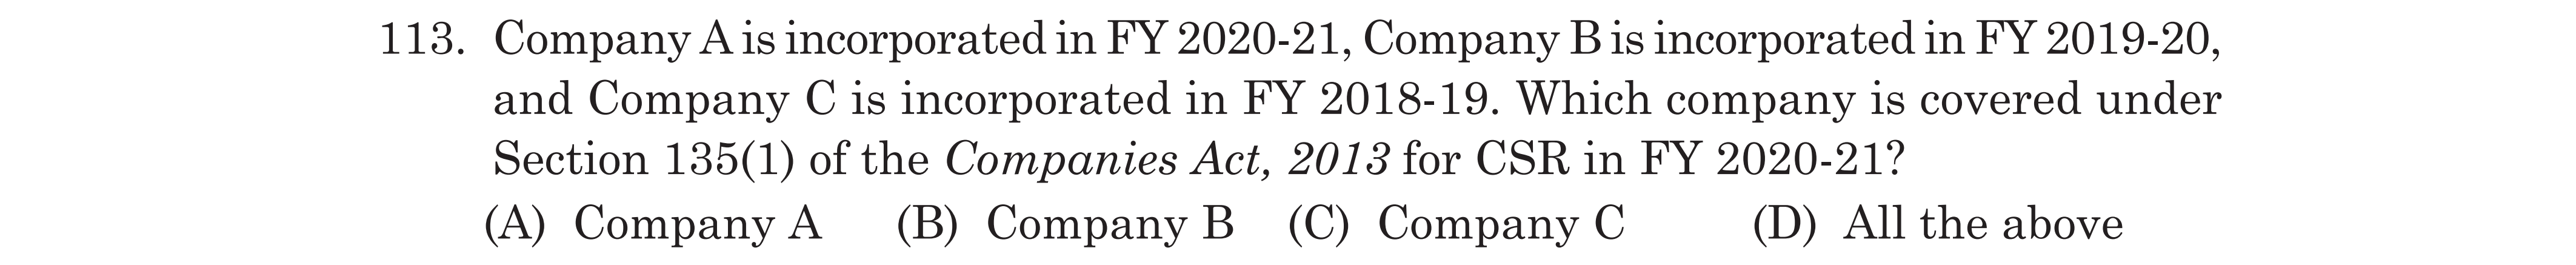 113. Company A is incorporated in FY 2020-21, Company B is incorporated in FY 2019-20,
and Company C is incorporated in FY 2018-19. Which company is covered under
Section 135(1) of the Companies Act, 2013 for CSR in FY 2020-21?
(A) Company A (B) Company B (C) Company C (D) All the above